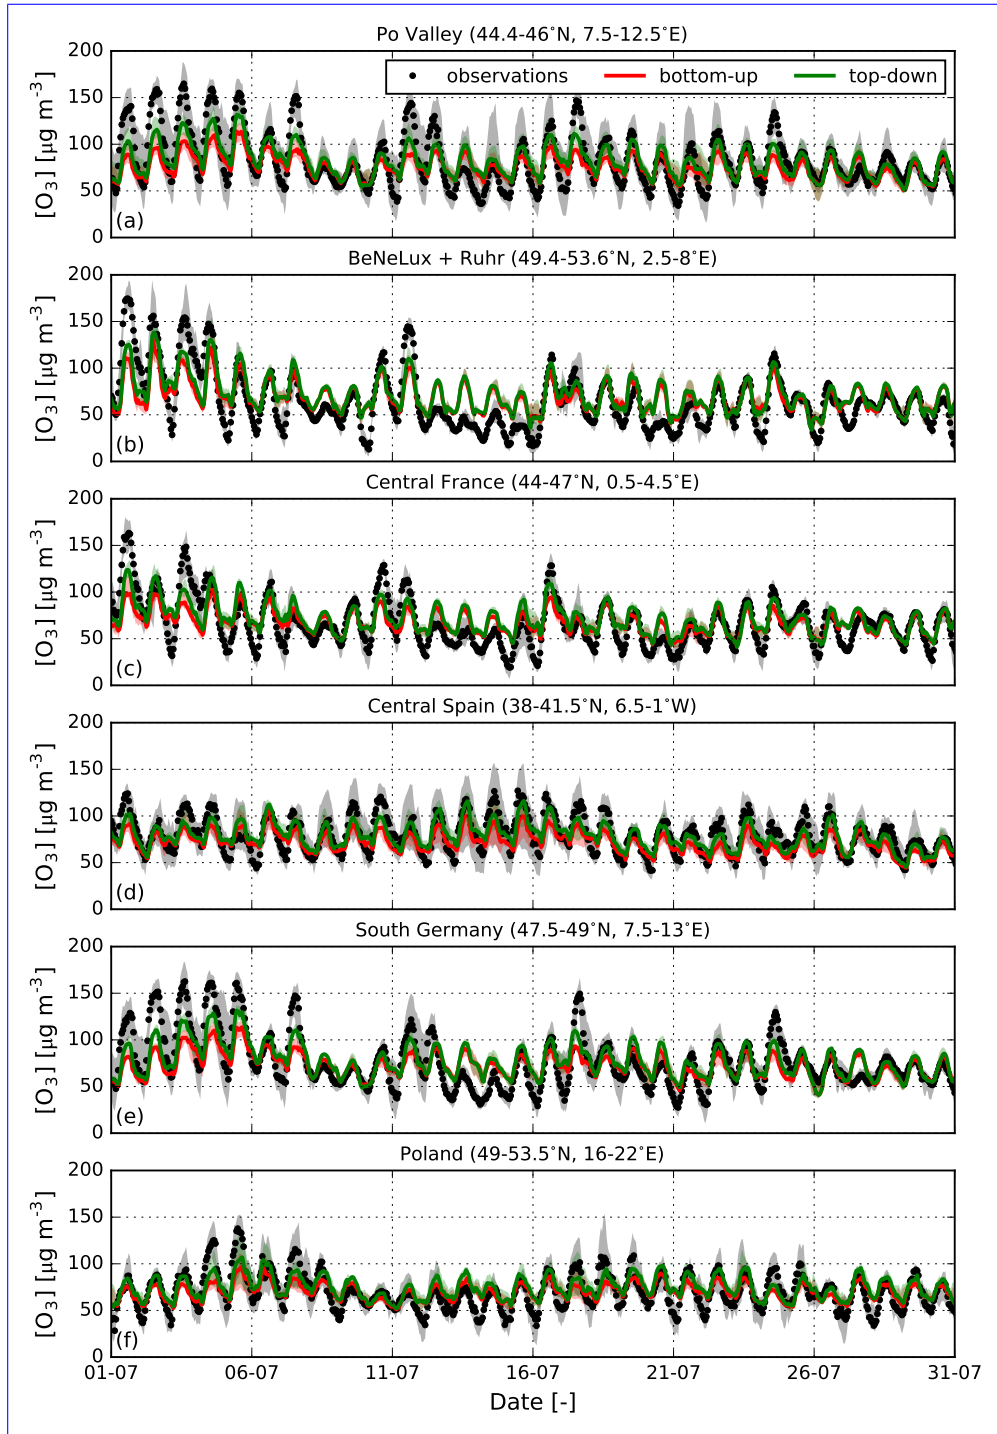 Po Valley (44.4-46°N, 7.5-12.5°E)
observations bottom-up top-down
200
150
100
50
0
[O₃] [µg m⁻³]
(a)
BeNeLux + Ruhr (49.4-53.6°N, 2.5-8°E)
200
150
100
50
0
[O₃] [µg m⁻³]
(b)
Central France (44-47°N, 0.5-4.5°E)
200
150
100
50
0
[O₃] [µg m⁻³]
(c)
Central Spain (38-41.5°N, 6.5-1°W)
200
150
100
50
0
[O₃] [µg m⁻³]
(d)
South Germany (47.5-49°N, 7.5-13°E)
200
150
100
50
0
[O₃] [µg m⁻³]
(e)
Poland (49-53.5°N, 16-22°E)
200
150
100
50
0
[O₃] [µg m⁻³]
(f)
01-07 06-07 11-07 16-07 21-07 26-07 31-07
Date [-]